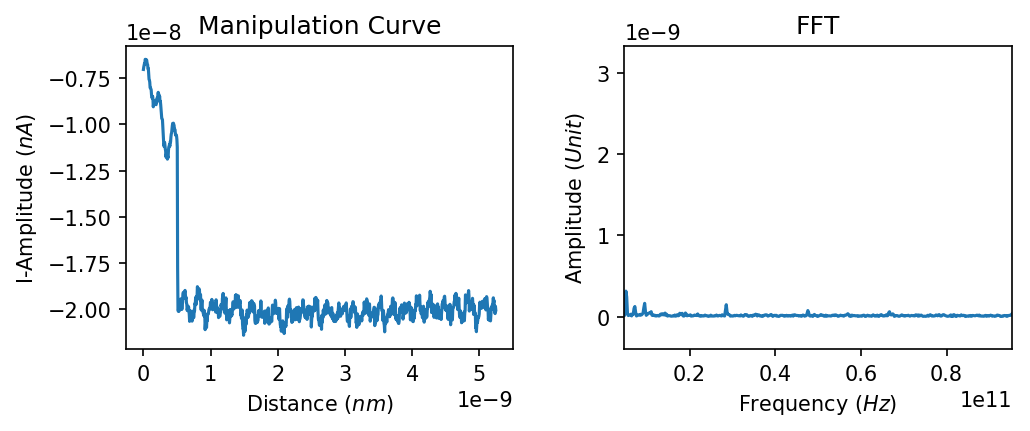 Manipulation Curve
1e−8
−0.75
−1.00
−1.25
−1.50
−1.75
−2.00
I-Amplitude (nA)
0 1 2 3 4 5
1e−9
Distance (nm)
FFT
1e−9
3
2
1
0
Amplitude (Unit)
0.2 0.4 0.6 0.8
1e11
Frequency (Hz)